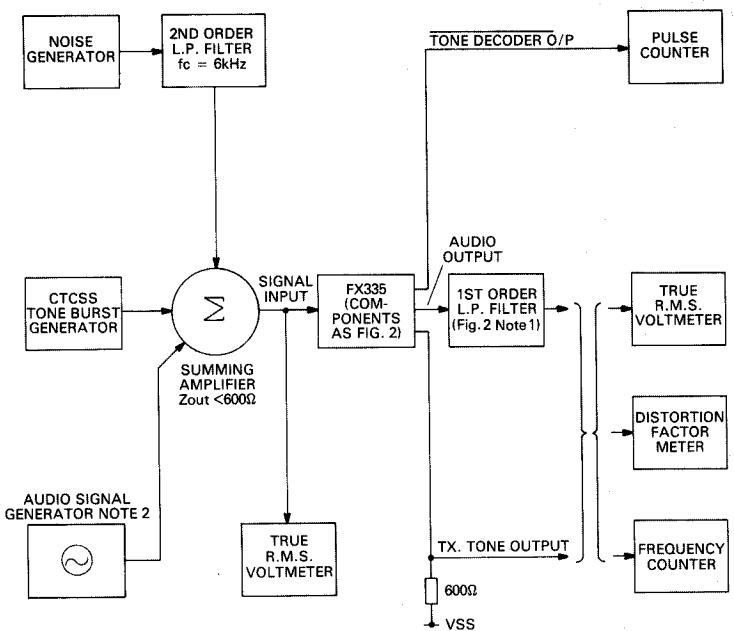 NOISE
GENERATOR
2ND ORDER
L.P. FILTER
fc = 6kHz
TONE DECODER O/P
PULSE
COUNTER
CTCSS
TONE BURST
GENERATOR
Σ
SUMMING
AMPLIFIER
Zout <600Ω
SIGNAL
INPUT
FX335
(COM-
PONENTS
AS FIG. 2)
AUDIO
OUTPUT
1ST ORDER
L.P. FILTER
(Fig. 2 Note 1)
TRUE
R.M.S.
VOLTMETER
DISTORTION
FACTOR
METER
AUDIO SIGNAL
GENERATOR NOTE 2
TRUE
R.M.S.
VOLTMETER
TX. TONE OUTPUT
FREQUENCY
COUNTER
600Ω
VSS